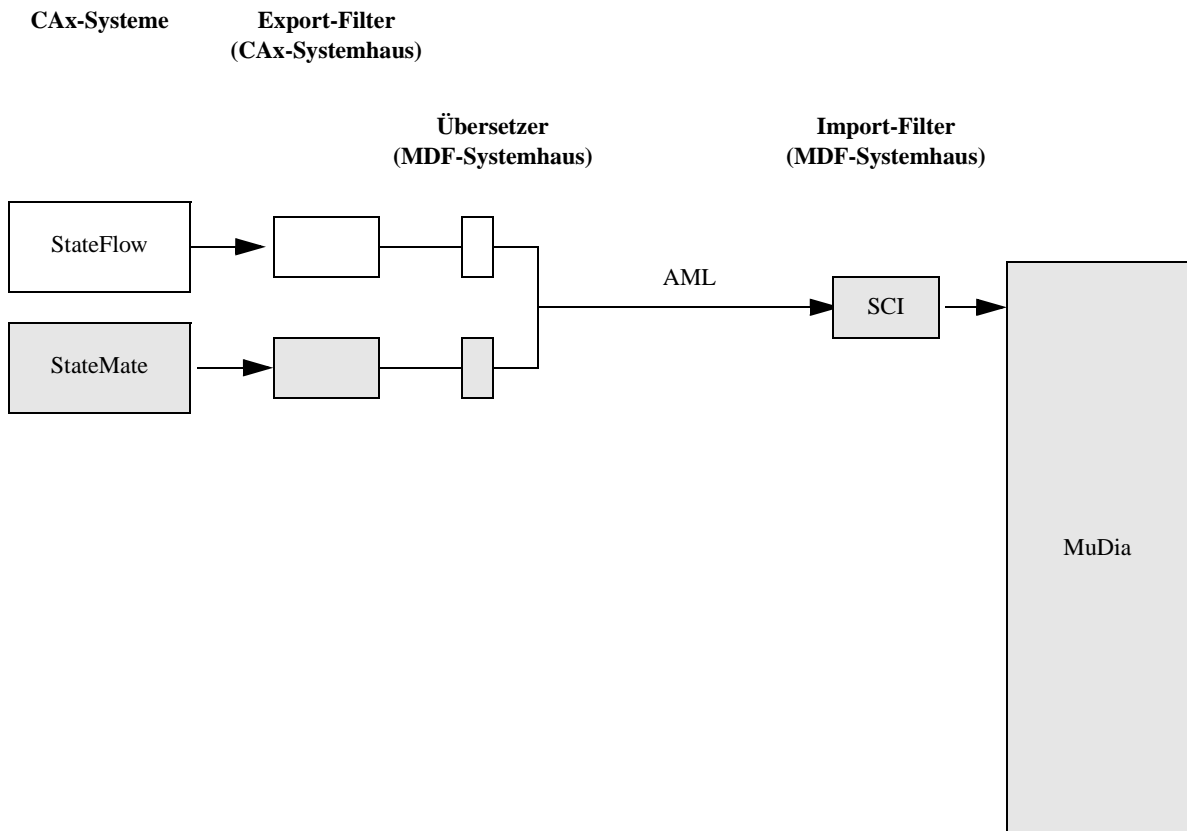 CAx-Systeme
Export-Filter
(CAx-Systemhaus)
Übersetzer
(MDF-Systemhaus)
Import-Filter
(MDF-Systemhaus)
StateFlow
AML
SCI
StateMate
MuDia